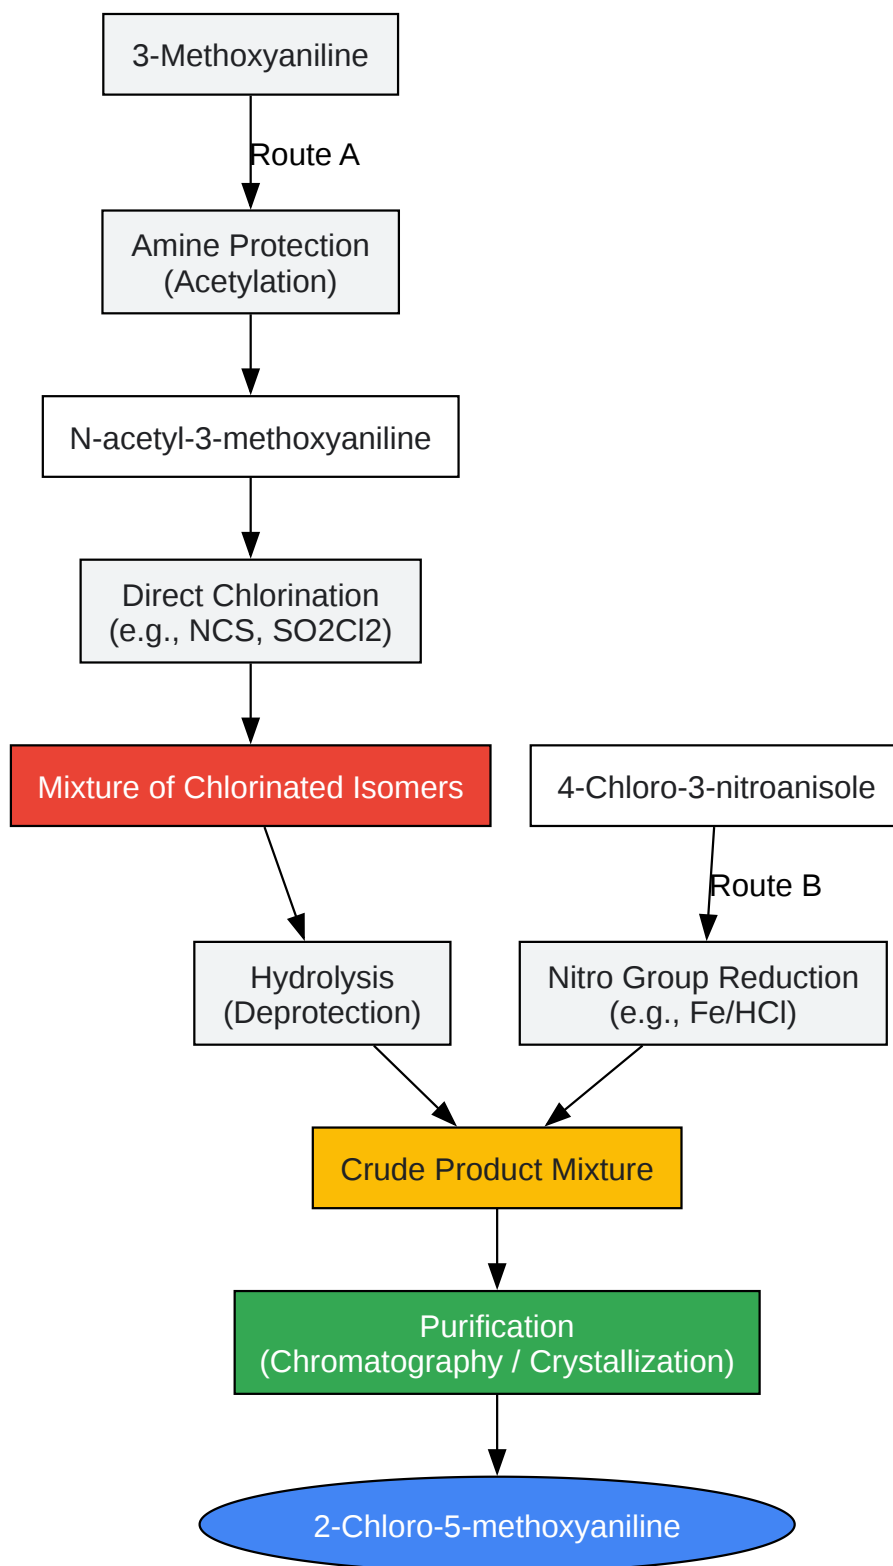 3-Methoxyaniline
Route A
Amine Protection
(Acetylation)
N-acetyl-3-methoxyaniline
Direct Chlorination
(e.g., NCS, SO2Cl2)
Mixture of Chlorinated Isomers
4-Chloro-3-nitroanisole
Route B
Hydrolysis
(Deprotection)
Nitro Group Reduction
(e.g., Fe/HCl)
Crude Product Mixture
Purification
(Chromatography / Crystallization)
2-Chloro-5-methoxyaniline